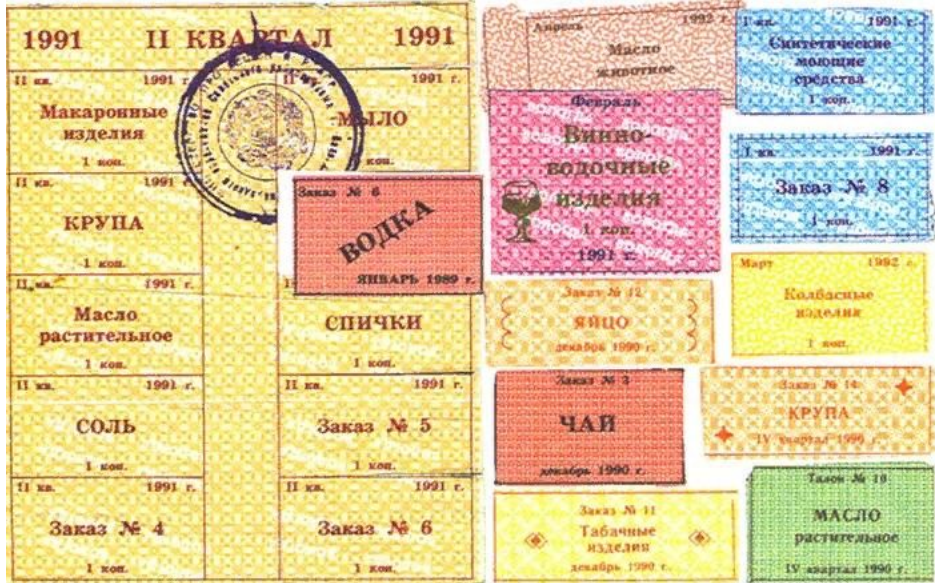 1991 II КВАРТАЛ 1991
II кв. 1991 г.
Макаронные
изделия
1 коп.
II кв. 1991 г.
МЫЛО
коп.
II кв. 1991 г.
КРУПА
1 коп.
II кв. 1991 г.
Масло
растительное
1 коп.
СПИЧКИ
1 коп.
II кв. 1991 г.
СОЛЬ
1 коп.
II кв. 1991 г.
Заказ № 5
1 коп.
II кв. 1991 г.
Заказ № 4
1 коп.
II кв. 1991 г.
Заказ № 6
1 коп.
Заказ № 6
ВОДКА
ЯНВАРЬ 1989 г.
Апрель 1992 г.
Масло
животное
Февраль
Винно-
водочные
изделия
1 коп.
1991 г.
Заказ № 12
ЯЙЦО
декабрь 1990 г.
Заказ № 3
ЧАЙ
декабрь 1990 г.
Заказ № 11
Табачные
изделия
декабрь 1990 г.
I кв. 1991 г.
Синтетические
моющие
средства
1 коп.
I кв. 1991 г.
Заказ № 8
1 коп.
Март 1992 г.
Колбасные
изделия
1 коп.
Заказ № 14
КРУПА
IV квартал 1990 г.
Талон № 10
МАСЛО
растительное
IV квартал 1990 г.